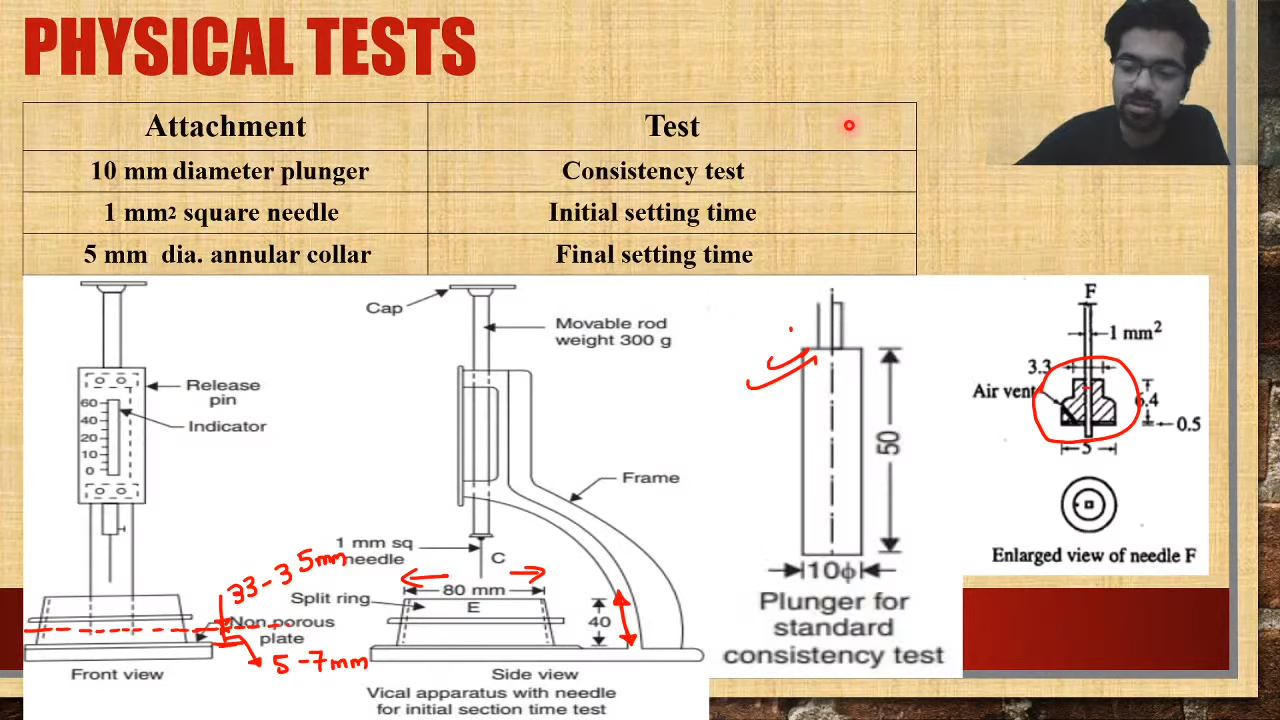 PHYSICAL TESTS
Attachment Test
10 mm diameter plunger Consistency test
1 mm2 square needle Initial setting time
5 mm dia. annular collar Final setting time
Cap
Movable rod
weight 300 g
Release
pin
Indicator
60
40
20
10
0
Frame
1 mm sq
needle
C
80 mm
Split ring
E
40
33-35mm
Non porous
plate
5-7mm
Front view
Side view
Vical apparatus with needle
for initial section time test
50
10ϕ
Plunger for
standard
consistency test
F
1 mm2
3.3
Air vent
6.4
0.5
5
Enlarged view of needle F